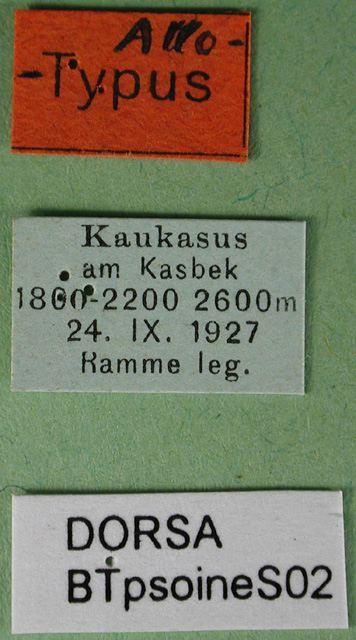 Allo-
-Typus
Kaukasus
am Kasbek
1800-2200 2600m
24. IX. 1927
Ramme leg.
DORSA
BTpsoineS02